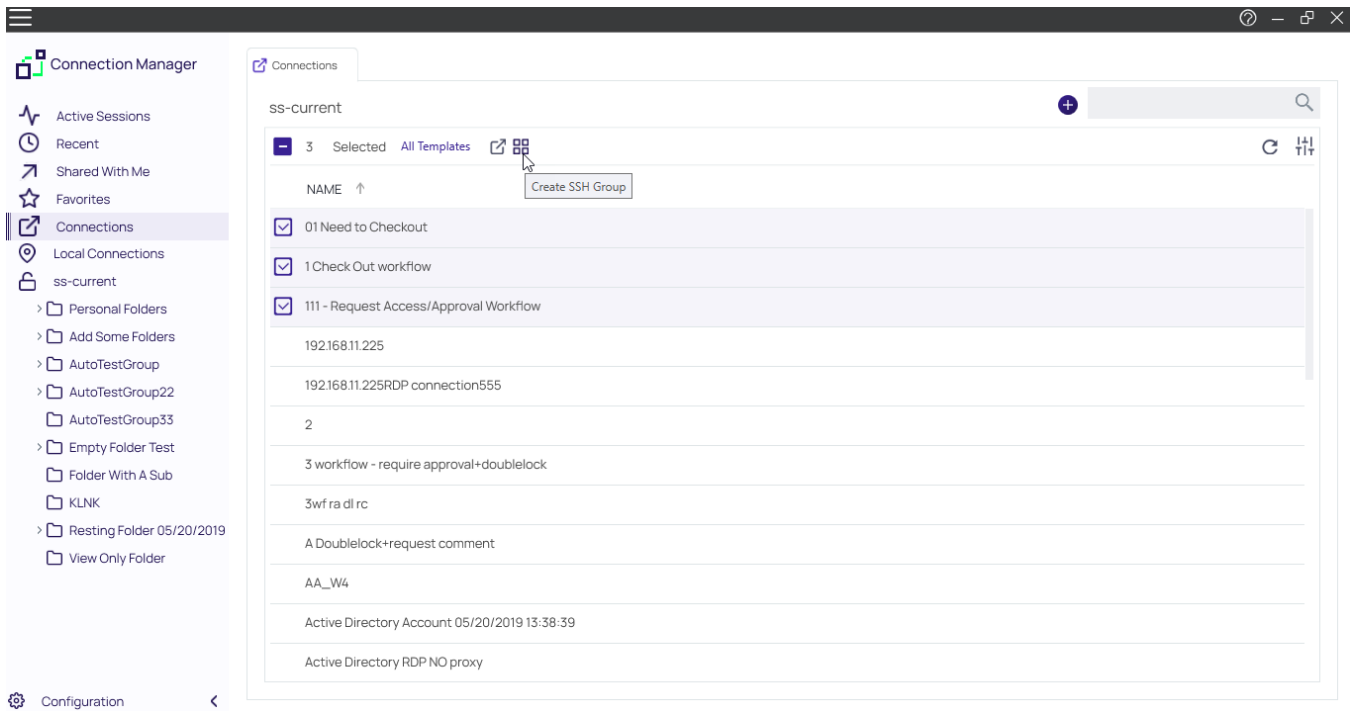 Connection Manager
Active Sessions
Recent
Shared With Me
Favorites
Connections
Local Connections
ss-current
Personal Folders
Add Some Folders
AutoTestGroup
AutoTestGroup22
AutoTestGroup33
Empty Folder Test
Folder With A Sub
KLNK
Resting Folder 05/20/2019
View Only Folder
Configuration
Connections
ss-current
3 Selected All Templates
Create SSH Group
NAME
01 Need to Checkout
1 Check Out workflow
111 - Request Access/Approval Workflow
192.168.11.225
192.168.11.225RDP connection555
2
3 workflow - require approval+doublelock
3wf ra dl rc
A Doublelock+request comment
AA_W4
Active Directory Account 05/20/2019 13:38:39
Active Directory RDP NO proxy